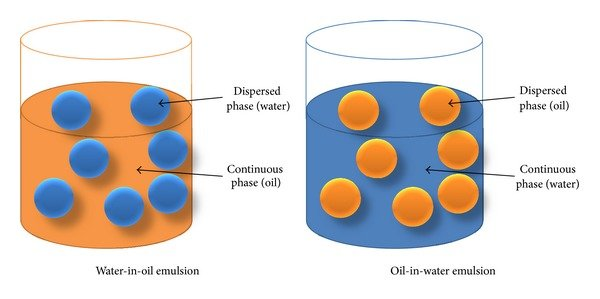 Dispersed
phase (water)
Continuous
phase (oil)
Water-in-oil emulsion
Dispersed
phase (oil)
Continuous
phase (water)
Oil-in-water emulsion